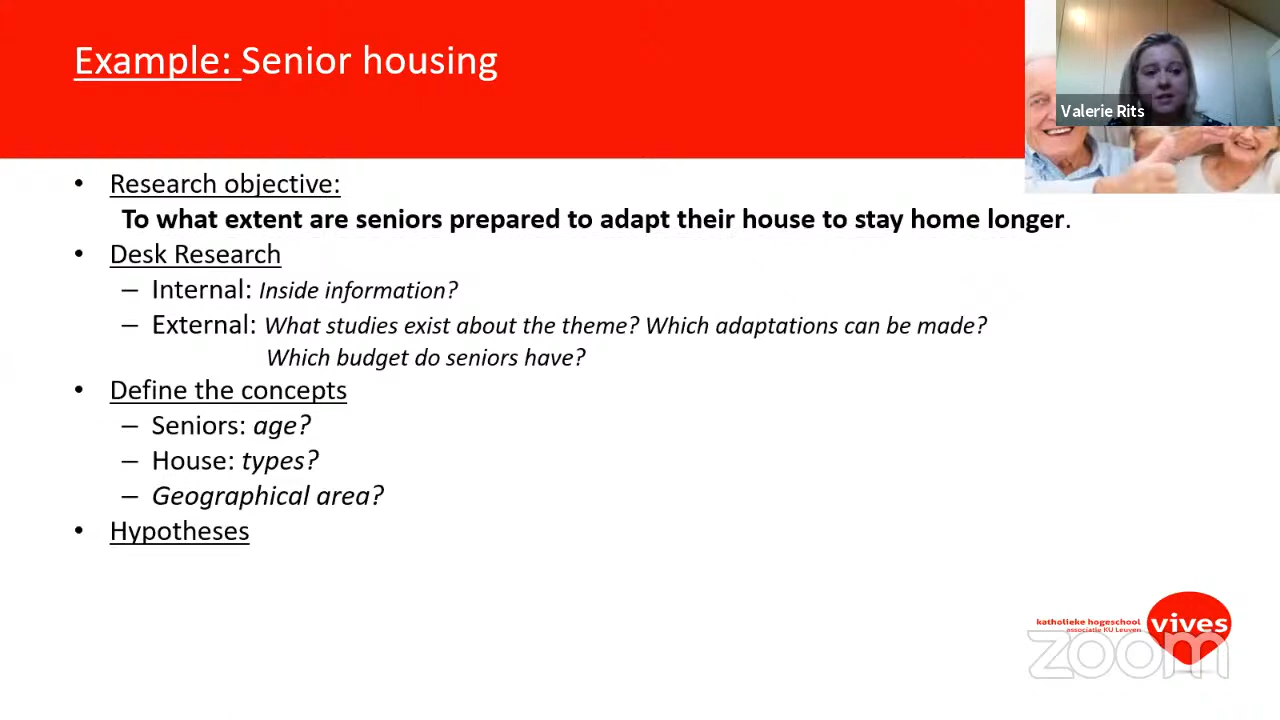 Example: Senior housing
Valerie Rits
• Research objective:
To what extent are seniors prepared to adapt their house to stay home longer.
• Desk Research
– Internal: Inside information?
– External: What studies exist about the theme? Which adaptations can be made?
Which budget do seniors have?
• Define the concepts
– Seniors: age?
– House: types?
– Geographical area?
• Hypotheses
katholieke hogeschool
associatie KU Leuven
vives
zoom